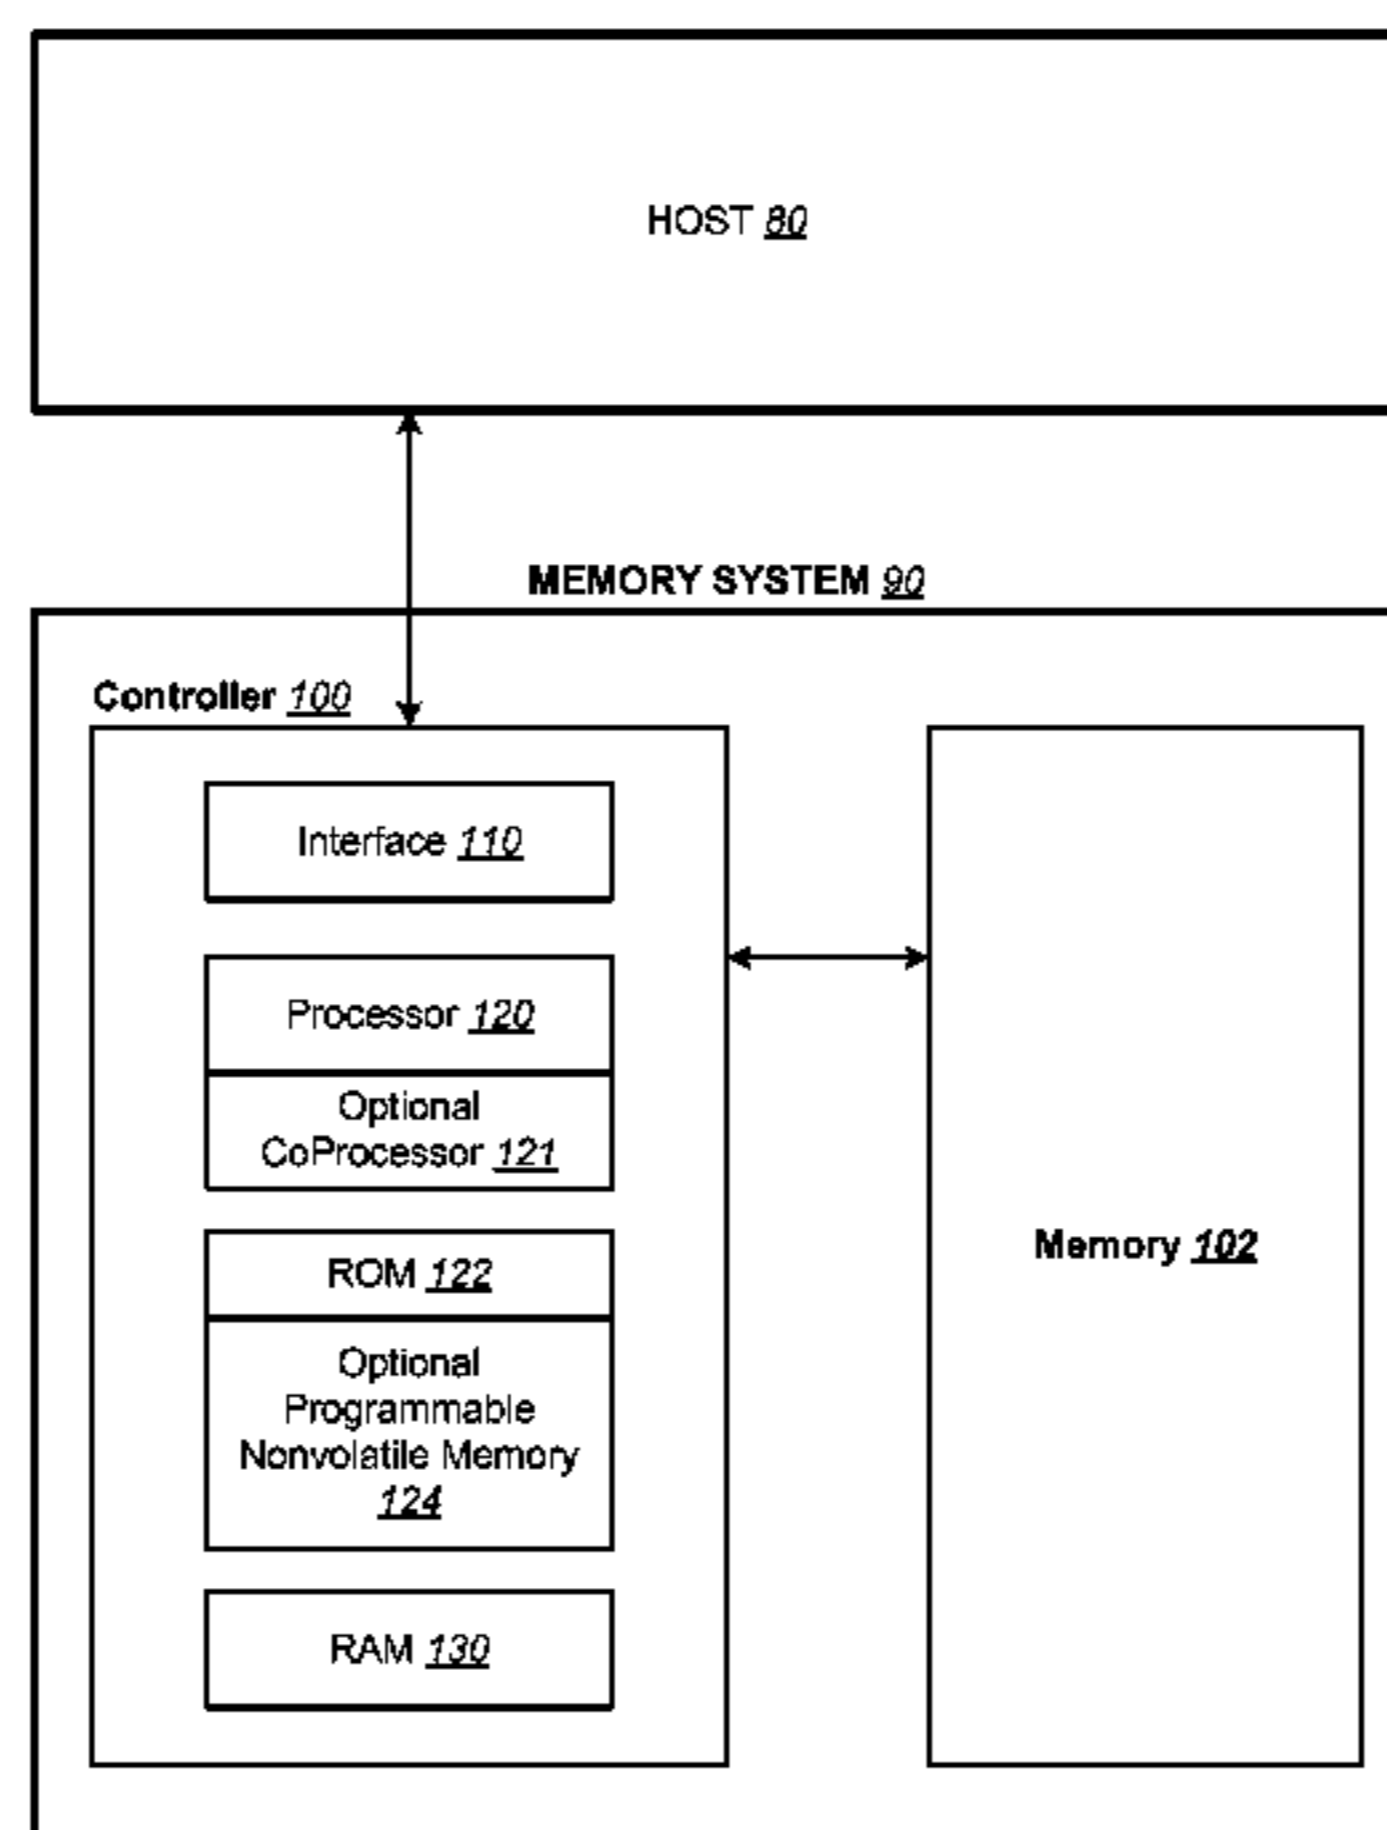 HOST 80
MEMORY SYSTEM 90
Controller 100
Interface 110
Processor 120
Optional
CoProcessor 121
ROM 122
Optional
Programmable
Nonvolatile Memory
124
RAM 130
Memory 102